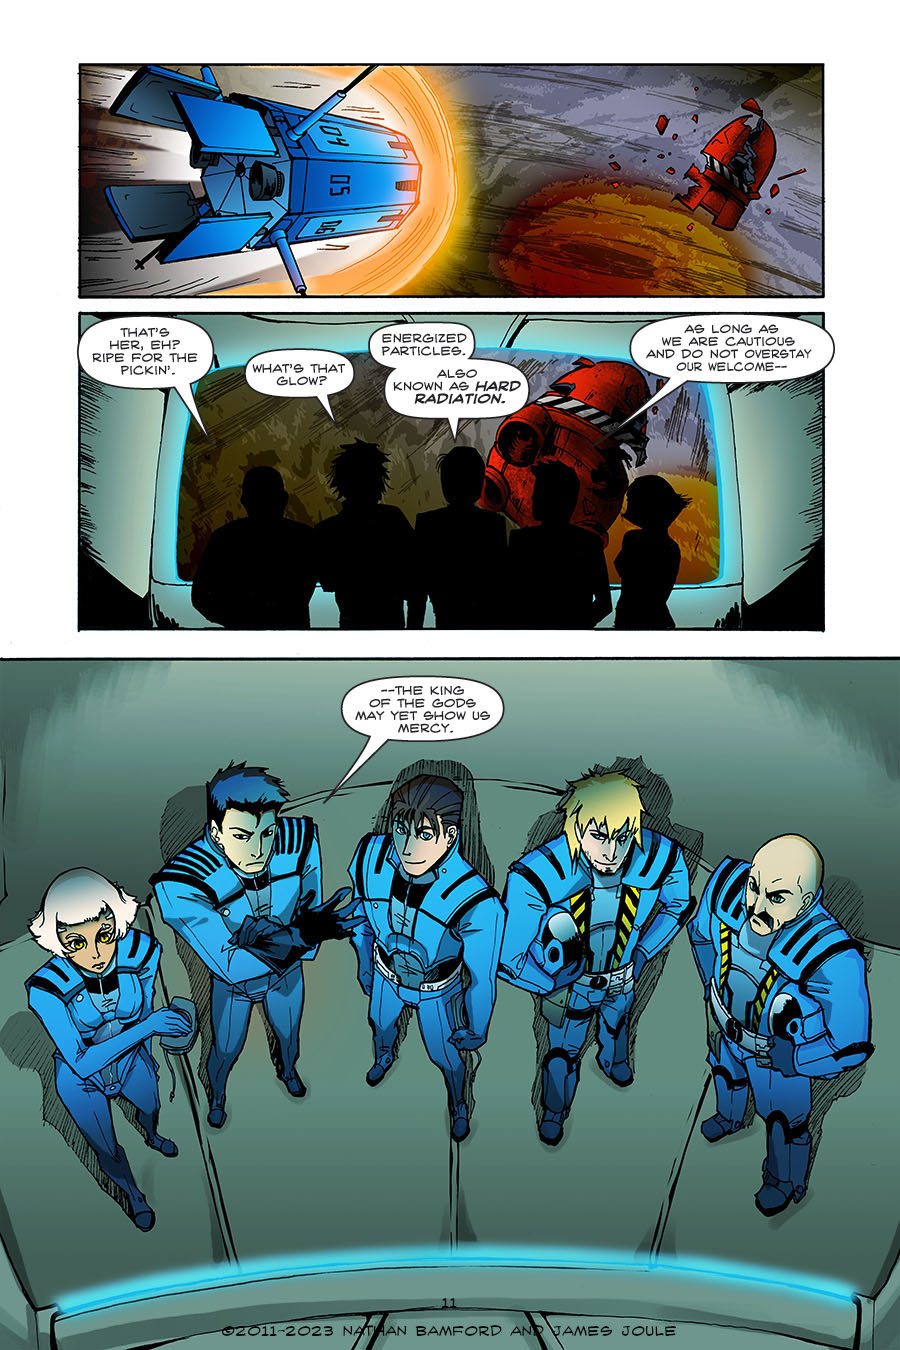 04
05
06
THAT'S
HER, EH?
RIPE FOR THE
PICKIN'.
WHAT'S THAT
GLOW?
ENERGIZED
PARTICLES.
ALSO
KNOWN AS HARD
RADIATION.
AS LONG AS
WE ARE CAUTIOUS
AND DO NOT OVERSTAY
OUR WELCOME--
--THE KING
OF THE GODS
MAY YET SHOW US
MERCY.
11
©2011-2023 NATHAN BAMFORD AND JAMES JOULE